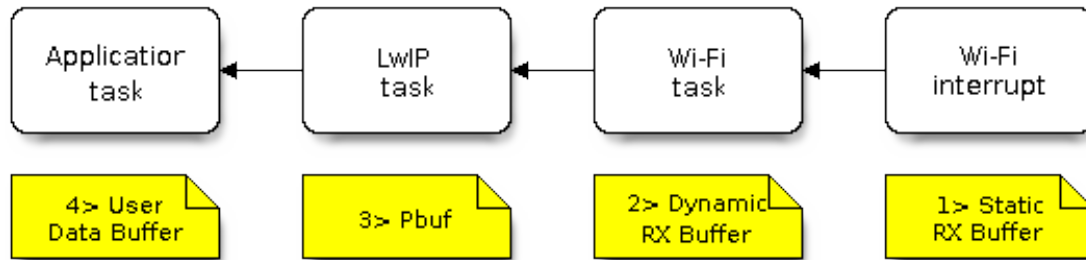 Application
task
LwIP
task
Wi-Fi
task
Wi-Fi
interrupt
4> User
Data Buffer
3> Pbuf
2> Dynamic
RX Buffer
1> Static
RX Buffer